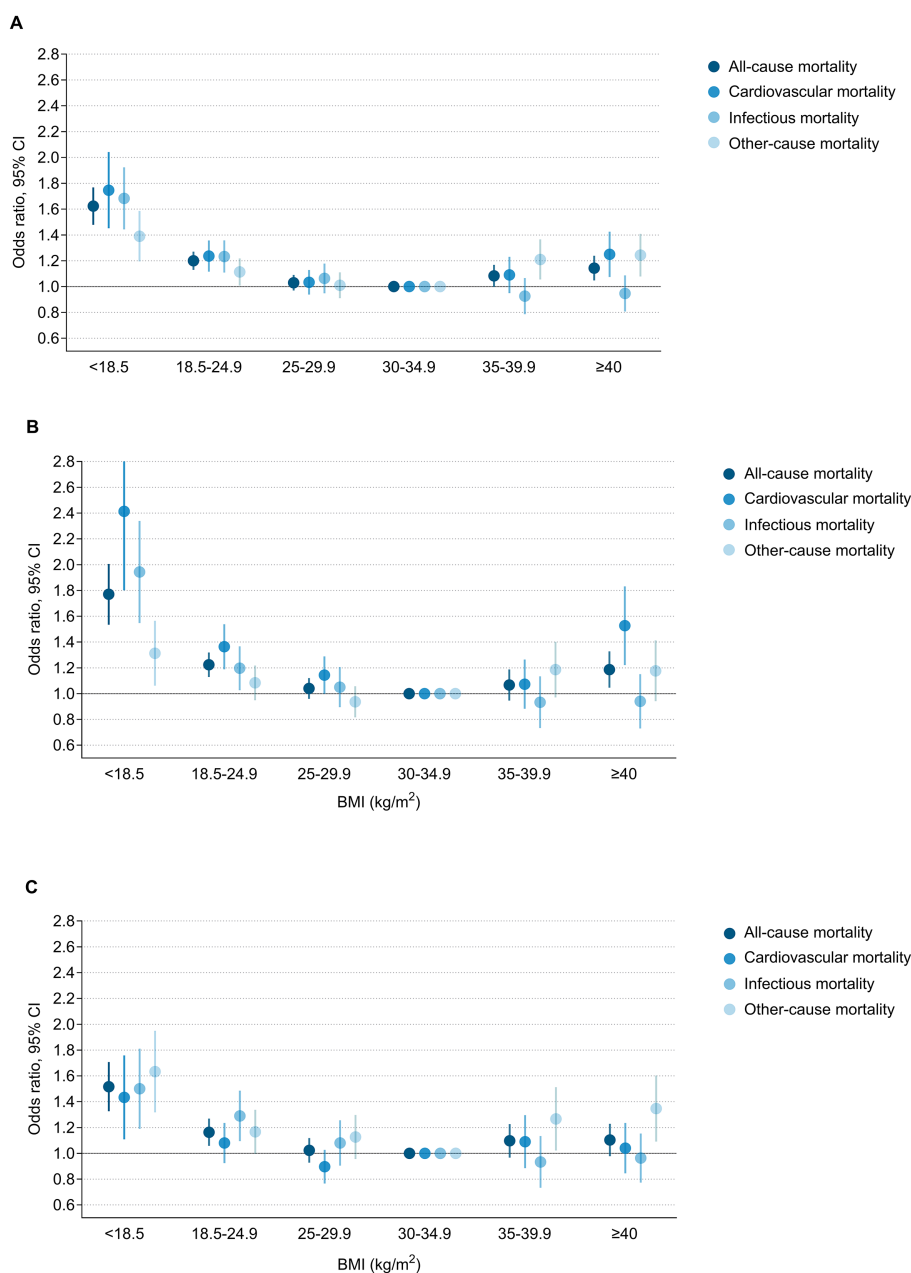 A
2.8
2.6
2.4
2.2
2.0
1.8
1.6
1.4
1.2
1.0
0.8
0.6
Odds ratio, 95% CI
<18.5 18.5-24.9 25-29.9 30-34.9 35-39.9 ≥40
All-cause mortality
Cardiovascular mortality
Infectious mortality
Other-cause mortality
B
2.8
2.6
2.4
2.2
2.0
1.8
1.6
1.4
1.2
1.0
0.8
0.6
Odds ratio, 95% CI
<18.5 18.5-24.9 25-29.9 30-34.9 35-39.9 ≥40
BMI (kg/m²)
All-cause mortality
Cardiovascular mortality
Infectious mortality
Other-cause mortality
C
2.8
2.6
2.4
2.2
2.0
1.8
1.6
1.4
1.2
1.0
0.8
0.6
Odds ratio, 95% CI
<18.5 18.5-24.9 25-29.9 30-34.9 35-39.9 ≥40
BMI (kg/m²)
All-cause mortality
Cardiovascular mortality
Infectious mortality
Other-cause mortality